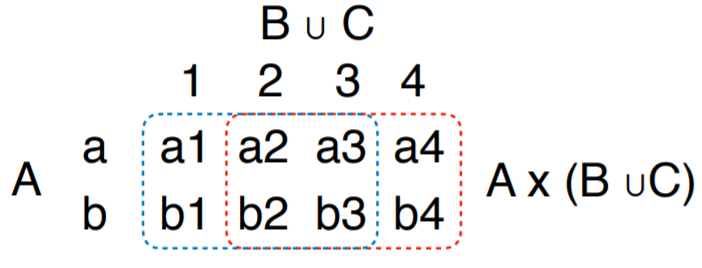 B ∪ C
1 2 3 4
a a1 a2 a3 a4
A A x (B ∪C)
b b1 b2 b3 b4